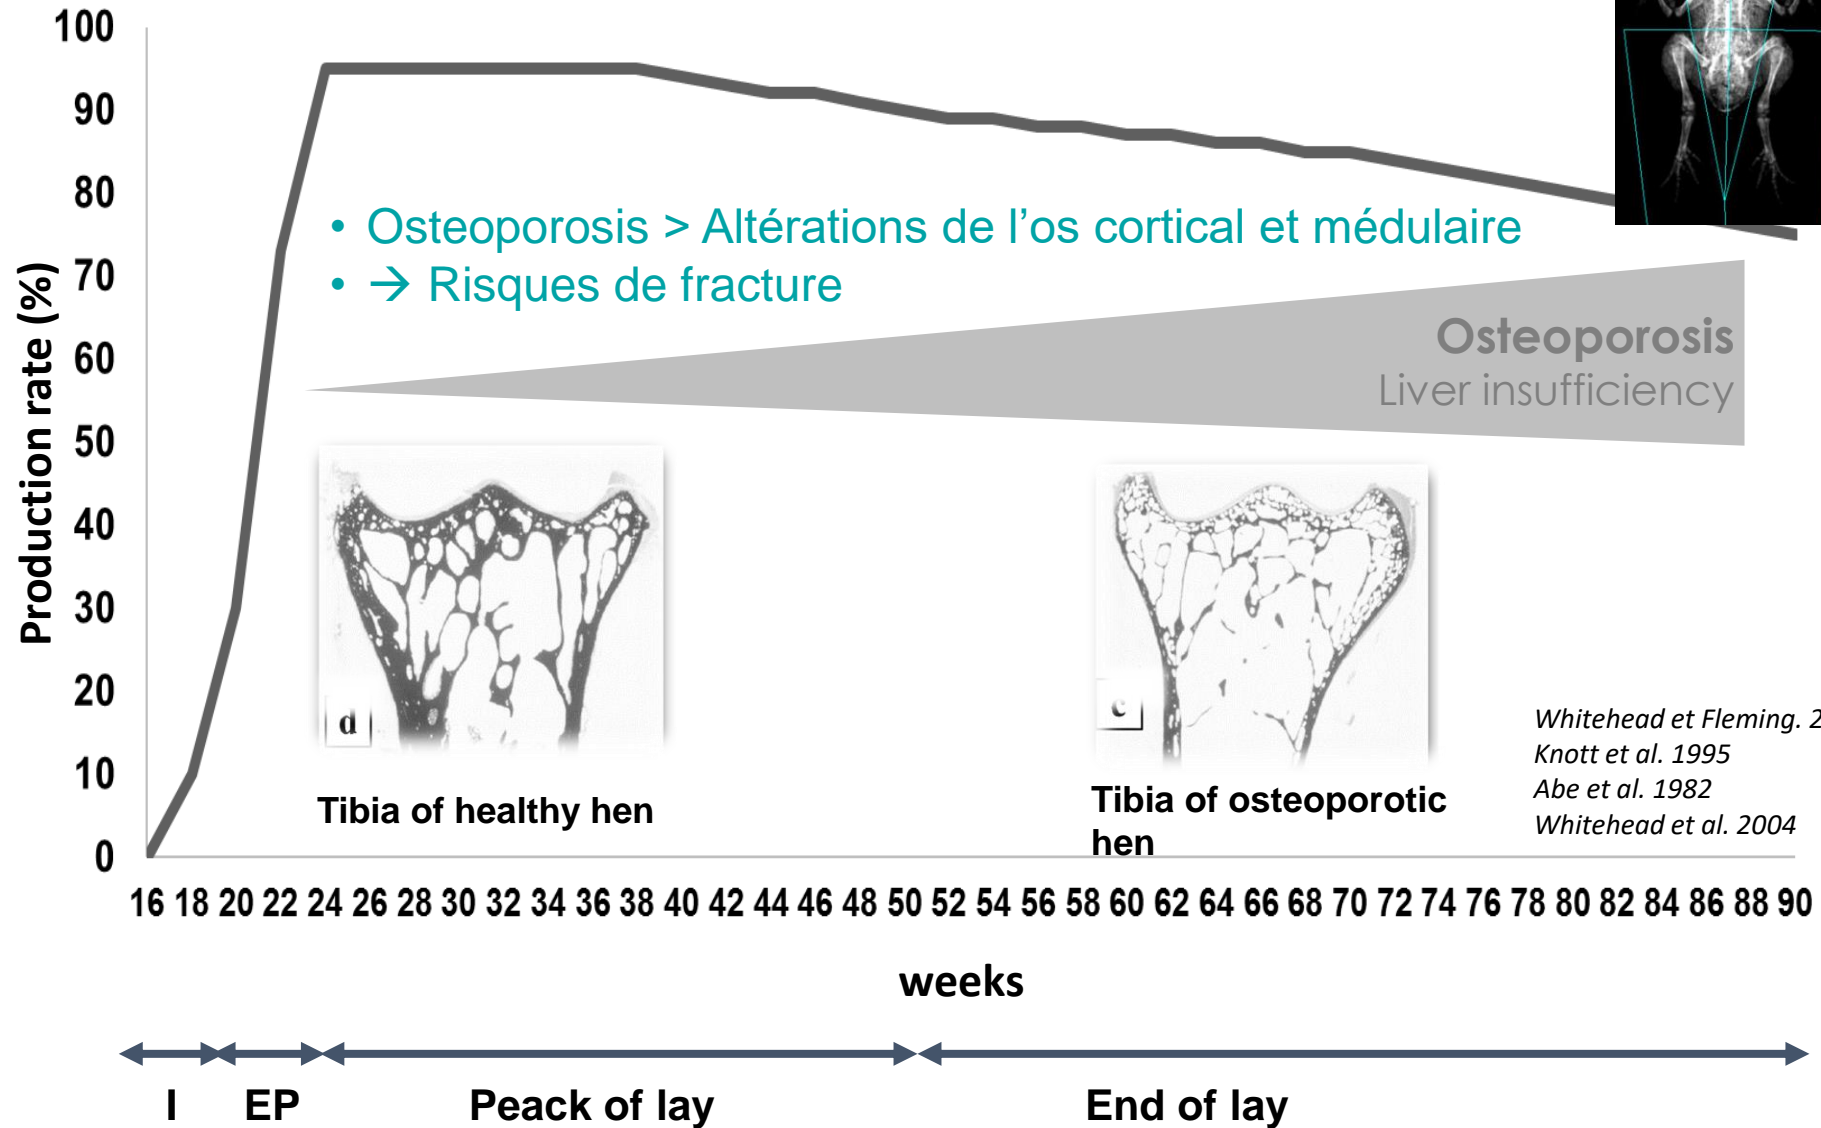 100
90
80
70
60
50
40
30
20
10
0
Production rate (%)
• Osteoporosis > Altérations de l’os cortical et médulaire
• → Risques de fracture
Osteoporosis
Liver insufficiency
d
c
Tibia of healthy hen
Tibia of osteoporotic
hen
Whitehead et Fleming. 2
Knott et al. 1995
Abe et al. 1982
Whitehead et al. 2004
16 18 20 22 24 26 28 30 32 34 36 38 40 42 44 46 48 50 52 54 56 58 60 62 64 66 68 70 72 74 76 78 80 82 84 86 88 90
weeks
I EP Peack of lay End of lay